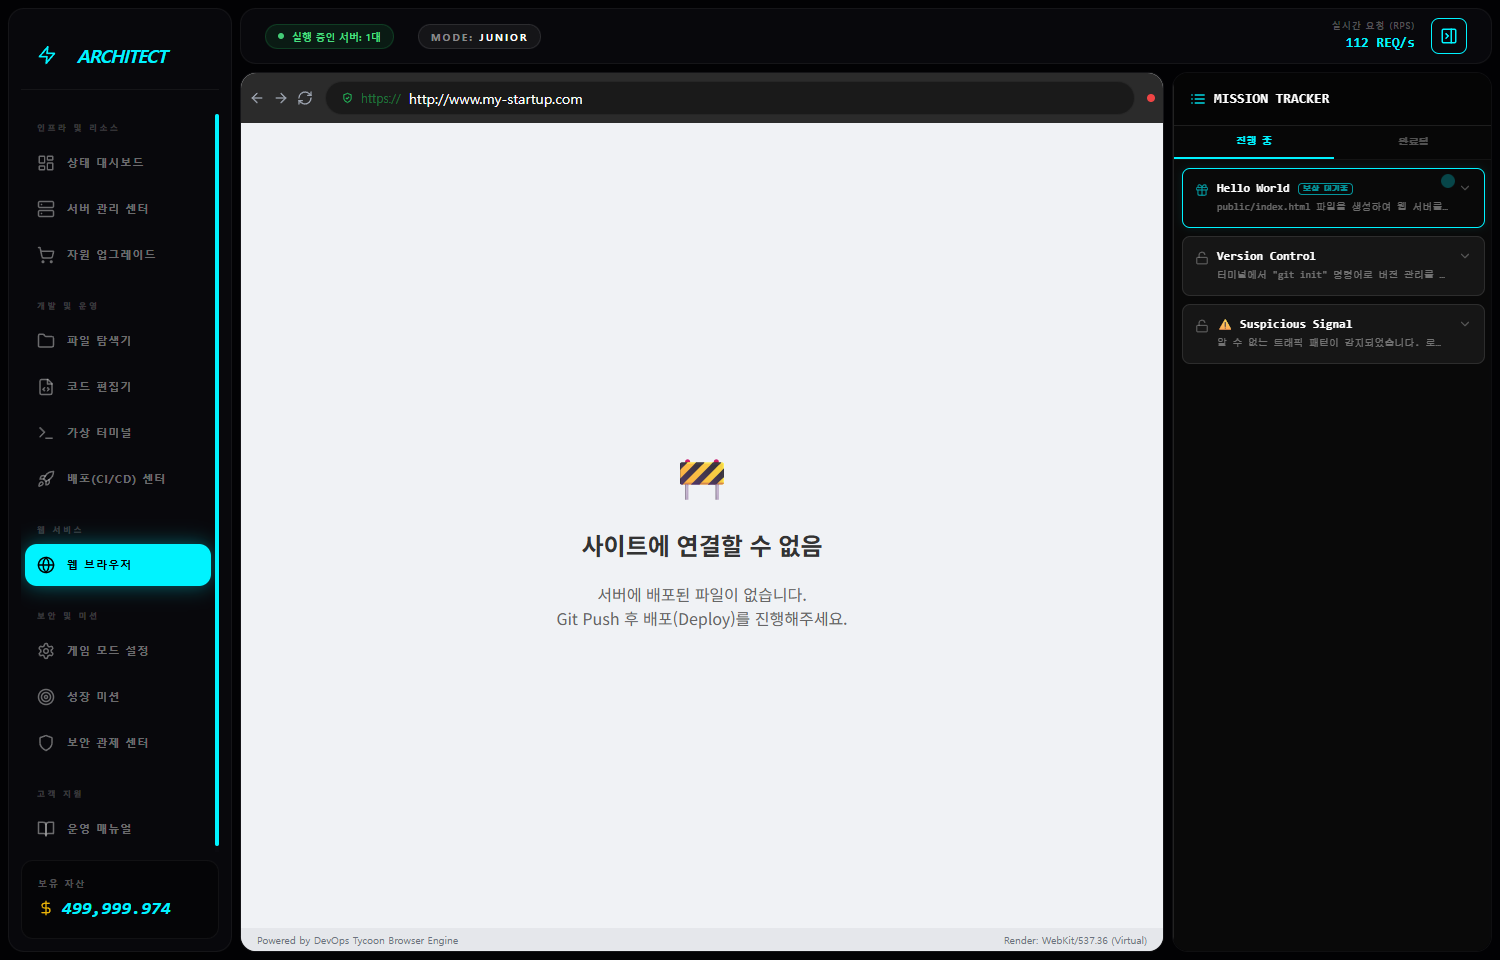 ARCHITECT
인프라 및 리소스
상태 대시보드
서버 관리 센터
자원 업그레이드
개발 및 운영
파일 탐색기
코드 편집기
가상 터미널
배포(CI/CD) 센터
웹 서비스
웹 브라우저
보안 및 미션
게임 모드 설정
성장 미션
보안 관제 센터
고객 지원
운영 매뉴얼
보유 자산
$ 499,999.974
실행 중인 서버: 1대
MODE: JUNIOR
실시간 요청 (RPS)
112 REQ/s
https:// http://www.my-startup.com
사이트에 연결할 수 없음
서버에 배포된 파일이 없습니다.
Git Push 후 배포(Deploy)를 진행해주세요.
Powered by DevOps Tycoon Browser Engine
Render: WebKit/537.36 (Virtual)
MISSION TRACKER
진행 중
완료됨
Hello World 보상 대기중
public/index.html 파일을 생성하여 웹 서버를…
Version Control
터미널에서 "git init" 명령어로 버전 관리를 …
Suspicious Signal
알 수 없는 트래픽 패턴이 감지되었습니다. 로…